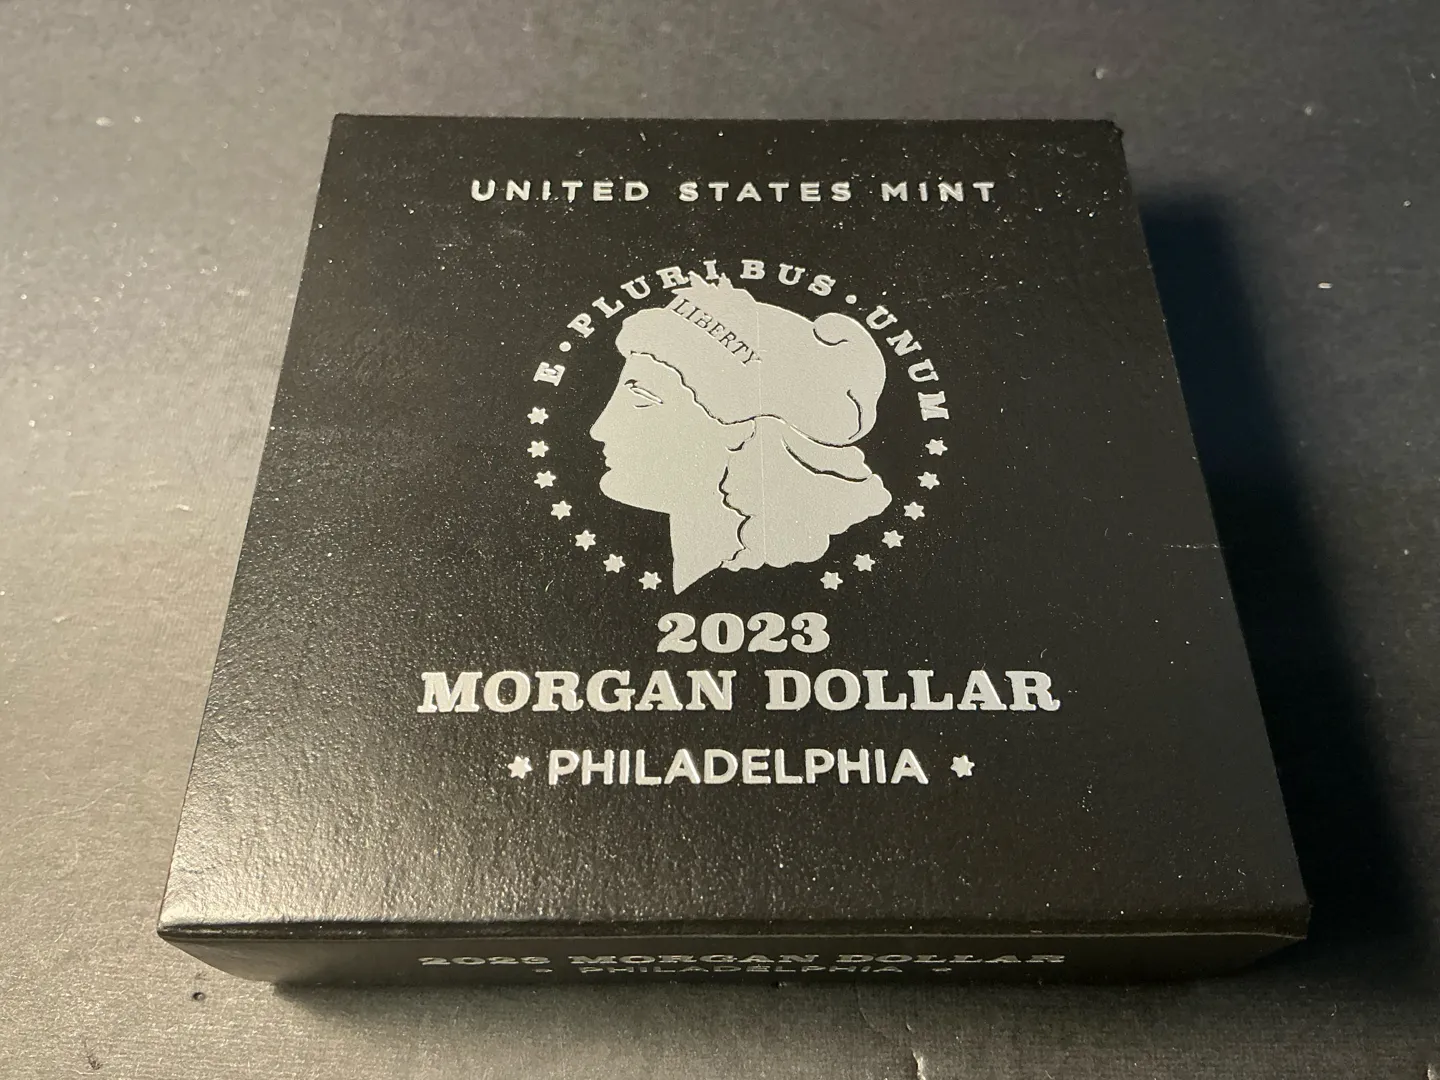 UNITED STATES MINT
E • PLURIBUS • UNUM
LIBERTY
2023
MORGAN DOLLAR
PHILADELPHIA
2023 MORGAN DOLLAR
PHILADELPHIA